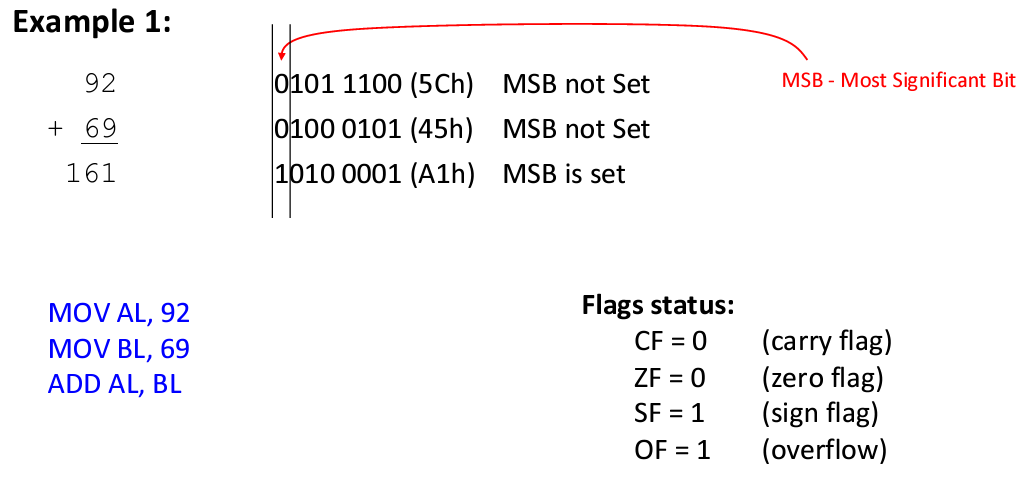 Example 1:
92 0101 1100 (5Ch) MSB not Set MSB - Most Significant Bit
+ 69 0100 0101 (45h) MSB not Set
161 1010 0001 (A1h) MSB is set
MOV AL, 92
MOV BL, 69
ADD AL, BL
Flags status:
CF = 0 (carry flag)
ZF = 0 (zero flag)
SF = 1 (sign flag)
OF = 1 (overflow)